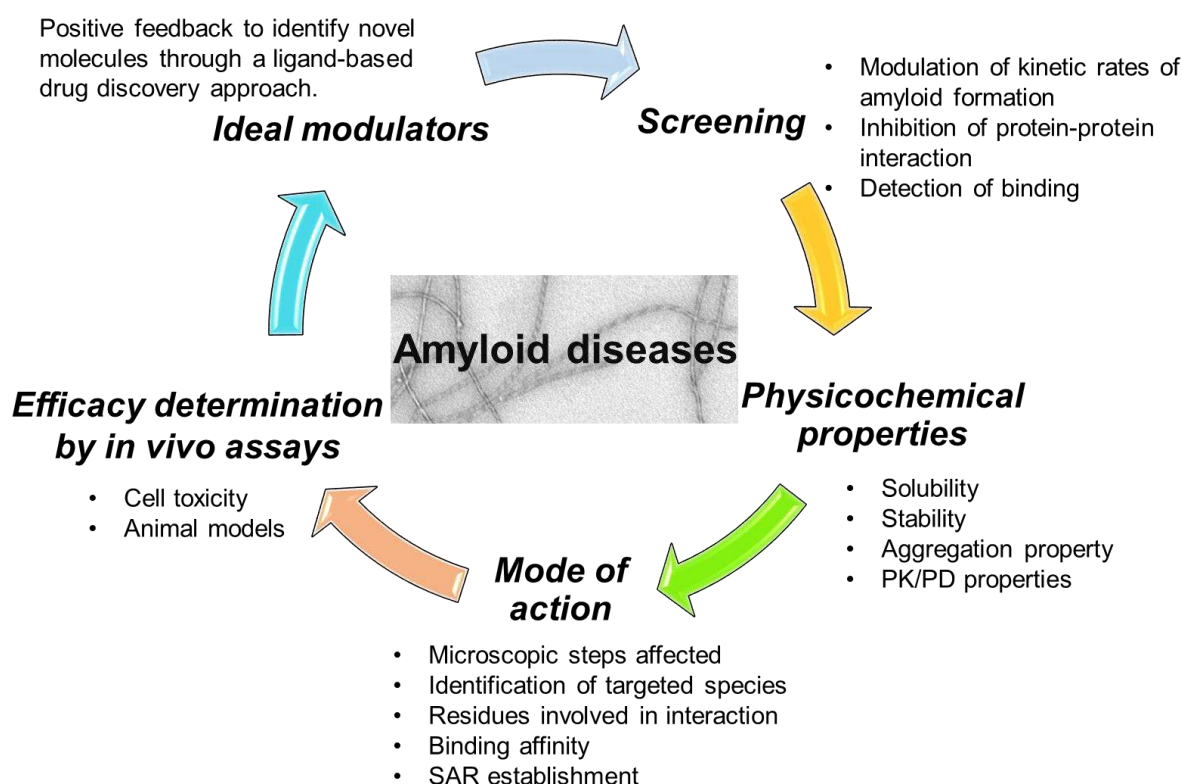 Positive feedback to identify novel
molecules through a ligand-based
drug discovery approach.
Ideal modulators
Screening
• Modulation of kinetic rates of
amyloid formation
• Inhibition of protein-protein
interaction
• Detection of binding
Amyloid diseases
Physicochemical
properties
• Solubility
• Stability
• Aggregation property
• PK/PD properties
Mode of
action
• Microscopic steps affected
• Identification of targeted species
• Residues involved in interaction
• Binding affinity
• SAR establishment
Efficacy determination
by in vivo assays
• Cell toxicity
• Animal models